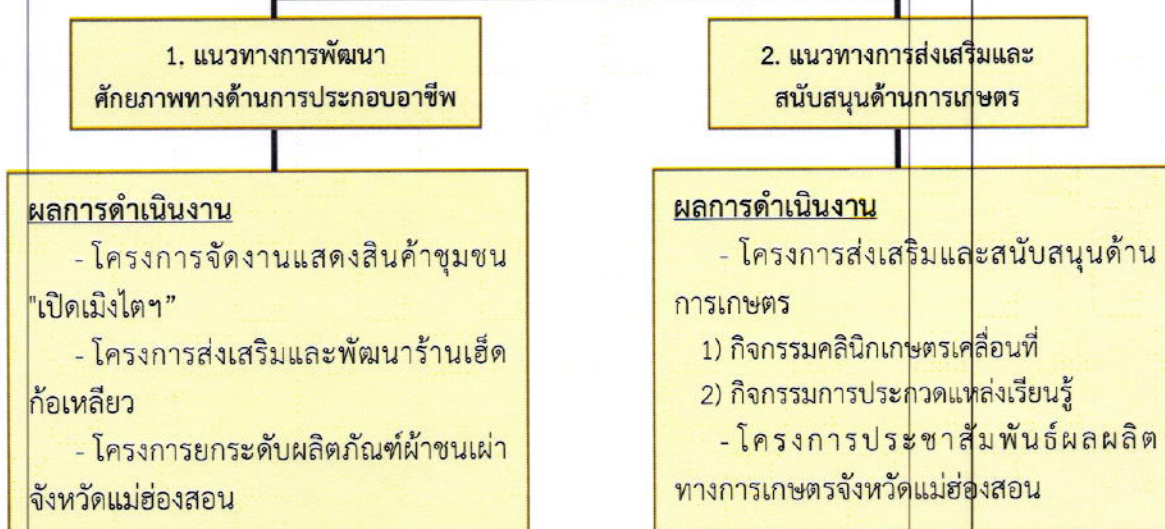 1. แนวทางการพัฒนา
ศักยภาพทางด้านการประกอบอาชีพ
ผลการดำเนินงาน
- โครงการจัดงานแสดงสินค้าชุมชน
"เปิดเมิงไตฯ”
- โครงการส่งเสริมและพัฒนาร้านเฮ็ด
ก้อเหลียว
- โครงการยกระดับผลิตภัณฑ์ผ้าชนเผ่า
จังหวัดแม่ฮ่องสอน
2. แนวทางการส่งเสริมและ
สนับสนุนด้านการเกษตร
ผลการดำเนินงาน
- โครงการส่งเสริมและสนับสนุนด้าน
การเกษตร
1) กิจกรรมคลินิกเกษตรเคลื่อนที่
2) กิจกรรมการประกวดแหล่งเรียนรู้
- โครงการประชาสัมพันธ์ผลผลิต
ทางการเกษตรจังหวัดแม่ฮ่องสอน